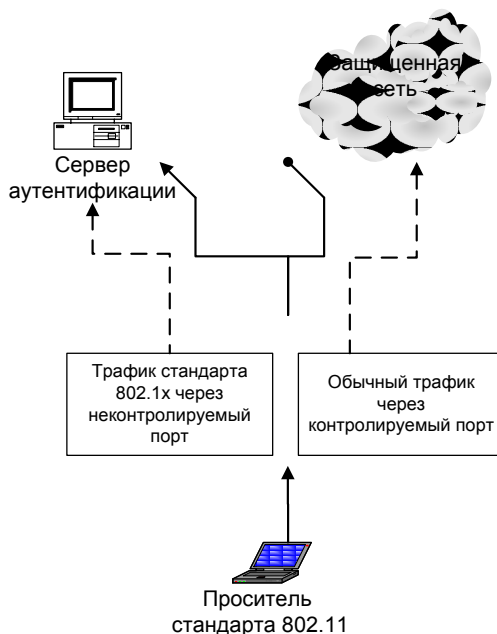 Защищенная
сеть
Сервер
аутентификации
Трафик стандарта
802.1x через
неконтролируемый
порт
Обычный трафик
через
контролируемый порт
Проситель
стандарта 802.11